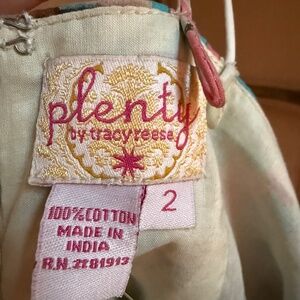 plenty
by tracy reese
2
100% COTTON
MADE IN
INDIA
R.N. #81913